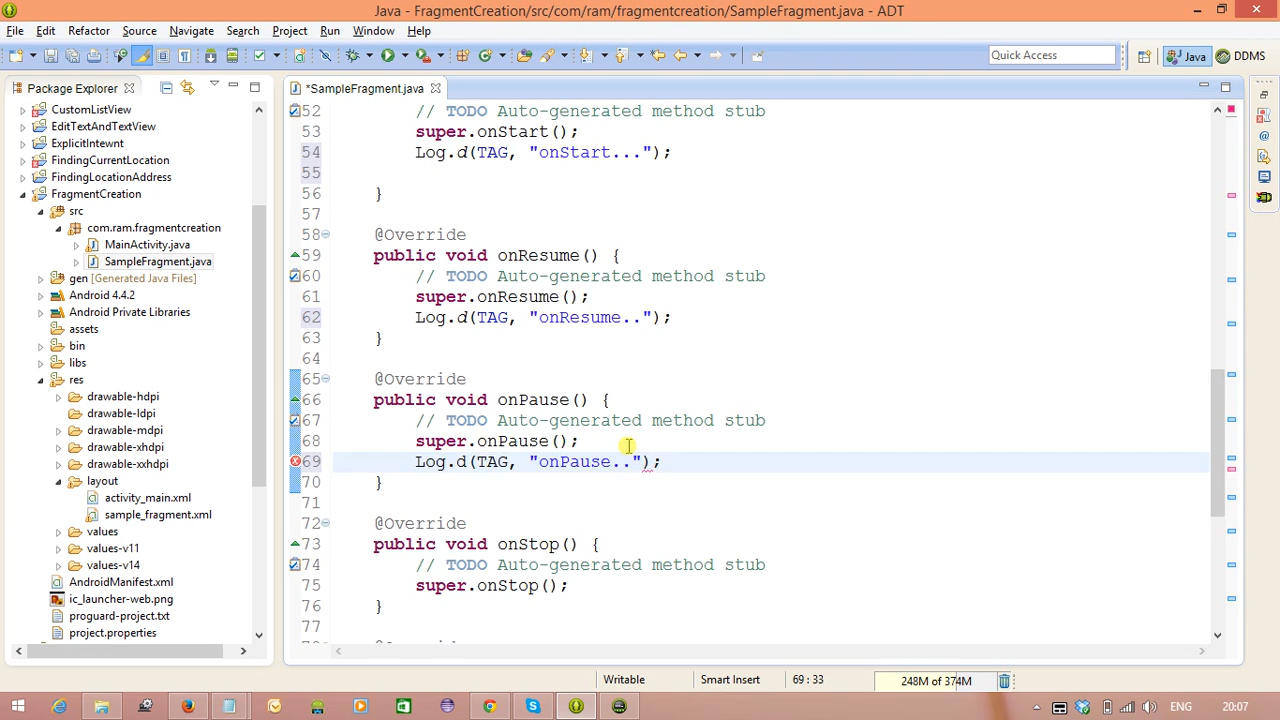 Java - FragmentCreation/src/com/ram/fragmentcreation/SampleFragment.java - ADT
File Edit Refactor Source Navigate Search Project Run Window Help
Quick Access
Java
DDMS
Package Explorer
*SampleFragment.java
CustomListView
EditTextAndTextView
ExplicitIntewnt
FindingCurrentLocation
FindingLocationAddress
FragmentCreation
src
com.ram.fragmentcreation
MainActivity.java
SampleFragment.java
gen [Generated Java Files]
Android 4.4.2
Android Private Libraries
assets
bin
libs
res
drawable-hdpi
drawable-ldpi
drawable-mdpi
drawable-xhdpi
drawable-xxhdpi
layout
activity_main.xml
sample_fragment.xml
values
values-v11
values-v14
AndroidManifest.xml
ic_launcher-web.png
proguard-project.txt
project.properties
52 // TODO Auto-generated method stub
53 super.onStart();
54 Log.d(TAG, "onStart...");
55
56 }
57
58 @Override
59 public void onResume() {
60 // TODO Auto-generated method stub
61 super.onResume();
62 Log.d(TAG, "onResume..");
63 }
64
65 @Override
66 public void onPause() {
67 // TODO Auto-generated method stub
68 super.onPause();
69 Log.d(TAG, "onPause..");
70 }
71
72 @Override
73 public void onStop() {
74 // TODO Auto-generated method stub
75 super.onStop();
76 }
77
Writable Smart Insert 69 : 33 248M of 374M
ENG 20:07